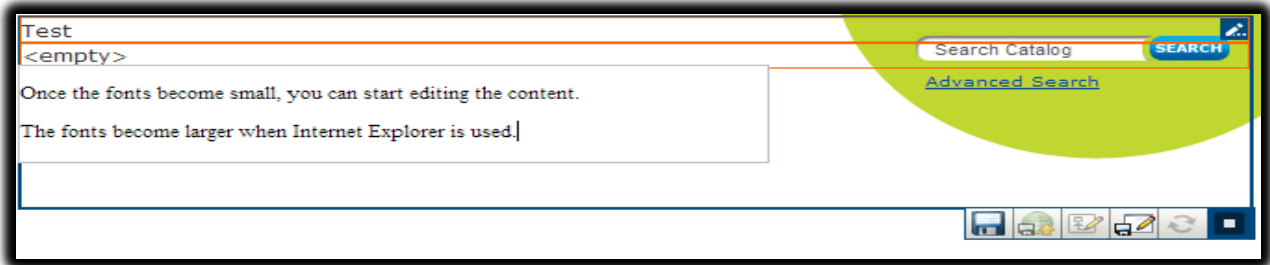 Test
<empty>
Search Catalog
SEARCH
Advanced Search
Once the fonts become small, you can start editing the content.
The fonts become larger when Internet Explorer is used.